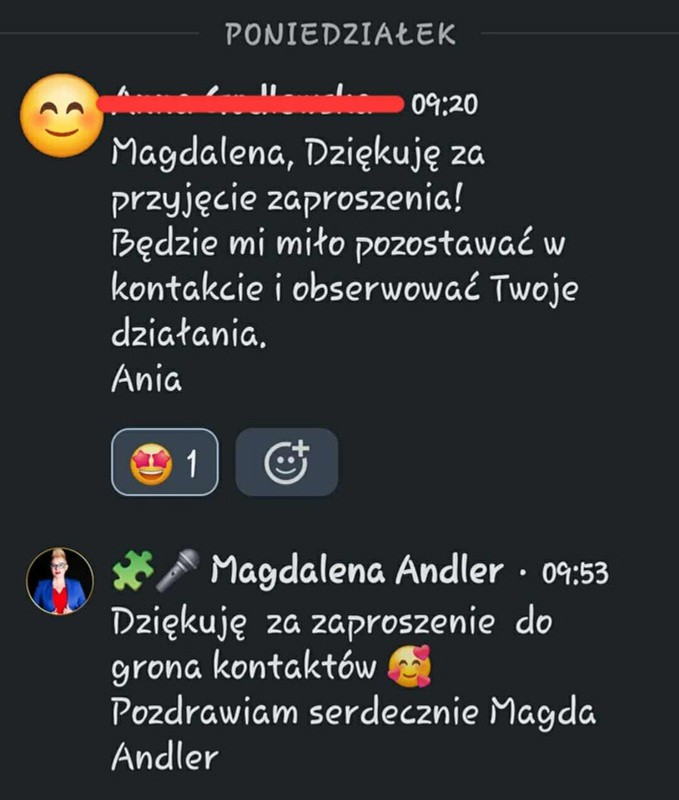 PONIEDZIAŁEK
09:20
Magdalena, Dziękuję za
przyjęcie zaproszenia!
Będzie mi miło pozostawać w
kontakcie i obserwować Twoje
działania.
Ania
🤩 1
🧩🎤 Magdalena Andler · 09:53
Dziękuję za zaproszenie do
grona kontaktów 🥰
Pozdrawiam serdecznie Magda
Andler